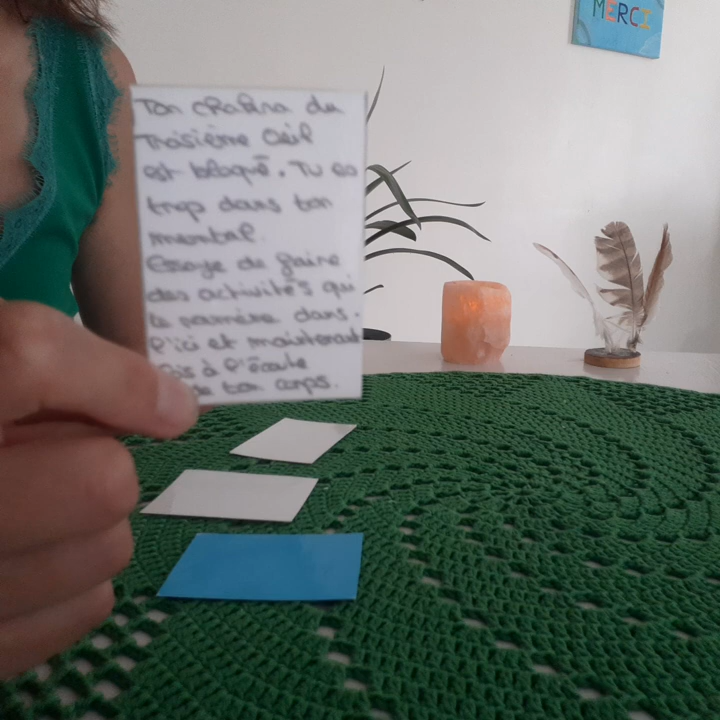 MERCI
Ton chakra du
Troisième Oeil
est bloqué. Tu es
trop dans ton
mental.
Essaye de faire
des activités qui
te ramène dans
l'ici et maintenant
à l'écoute
de ton corps.